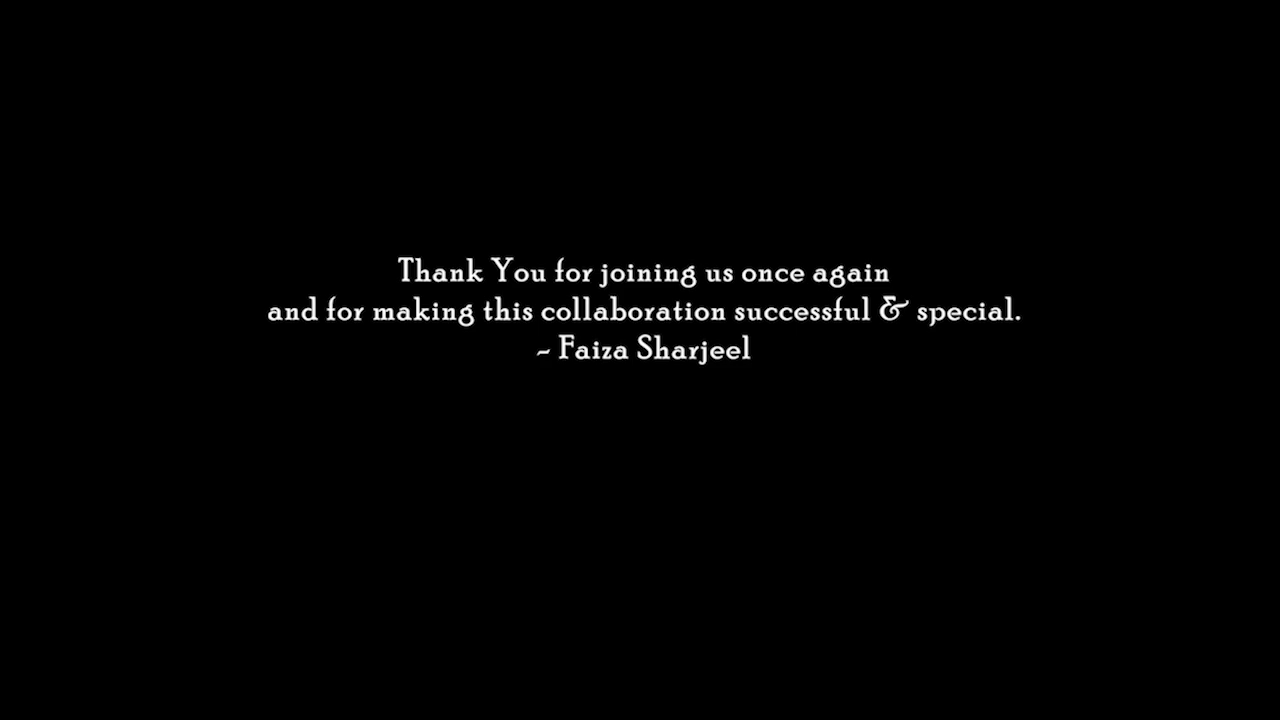 Thank You for joining us once again
and for making this collaboration successful & special.
~ Faiza Sharjeel